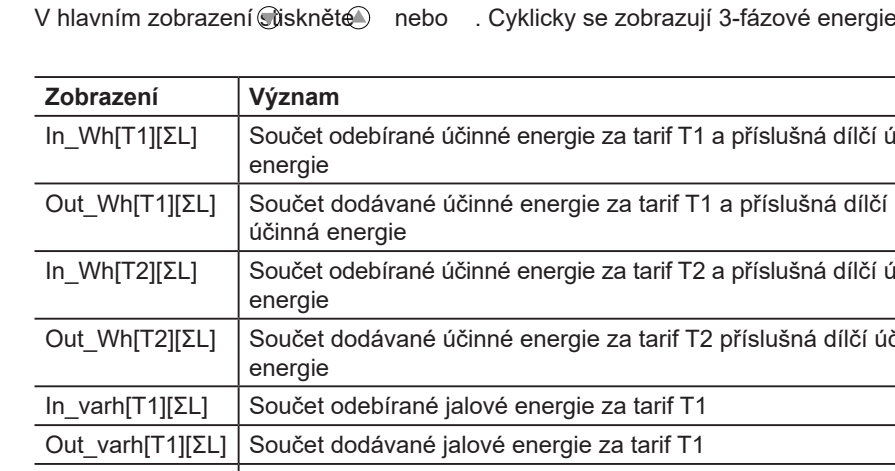 V hlavním zobrazení stiskněte nebo . Cyklicky se zobrazují 3-fázové energie
Zobrazení Význam
In_Wh[T1][ΣL] Součet odebírané účinné energie za tarif T1 a příslušná dílčí ú
energie
Out_Wh[T1][ΣL] Součet dodávané účinné energie za tarif T1 a příslušná dílčí
účinná energie
In_Wh[T2][ΣL] Součet odebírané účinné energie za tarif T2 a příslušná dílčí ú
energie
Out_Wh[T2][ΣL] Součet dodávané účinné energie za tarif T2 příslušná dílčí úč
energie
In_varh[T1][ΣL] Součet odebírané jalové energie za tarif T1
Out_varh[T1][ΣL] Součet dodávané jalové energie za tarif T1